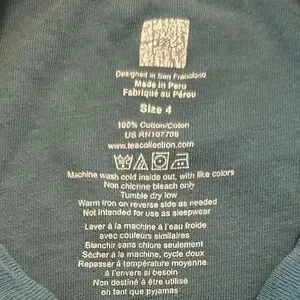 Designed in San Francisco
Made in Peru
Fabriqué au Pérou
Size 4
100% Cotton/Coton
US RN107709
www.teacollection.com
Machine wash cold inside out, with like colors
Non chlorine bleach only
Tumble dry low
Warm iron on reverse side as needed
Not intended for use as sleepwear
Laver à la machine à l'eau froide
avec couleurs similaires
Blanchir sans chlore seulement
Sécher à la machine, cycle doux
Repasser à température moyenne
à l'envers si besoin
Non destiné à être utilisé
en tant que pyjamas